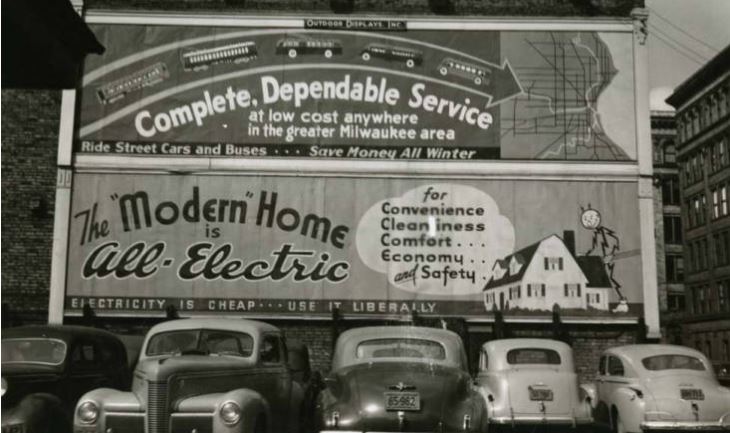 OUTDOOR DISPLAYS, INC.
Complete, Dependable Service
at low cost anywhere
in the greater Milwaukee area
Ride Street Cars and Buses . . . Save Money All Winter
The "Modern" Home
is
All-Electric
for
Convenience
Cleanliness
Comfort . . .
Economy . .
and Safety . .
ELECTRICITY IS CHEAP · · · USE IT LIBERALLY
85-982